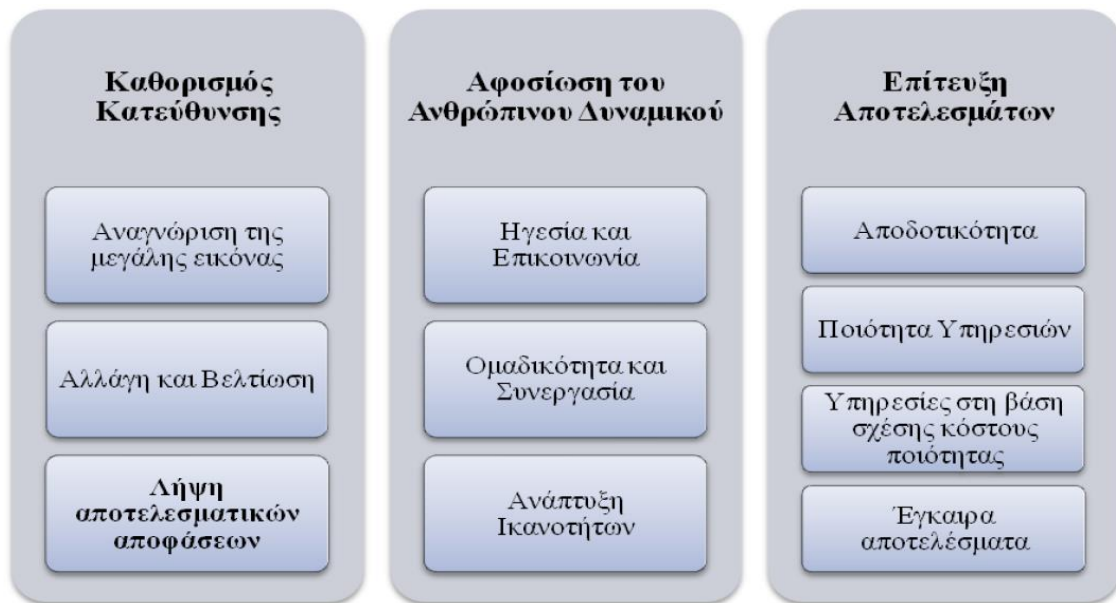 Καθορισμός
Κατεύθυνσης
Αναγνώριση της
μεγάλης εικόνας
Αλλάγη και Βελτίωση
Λήψη
αποτελεσματικών
αποφάσεων
Αφοσίωση του
Ανθρώπινου Δυναμικού
Ηγεσία και
Επικοινωνία
Ομαδικότητα και
Συνεργασία
Ανάπτυξη
Ικανοτήτων
Επίτευξη
Αποτελεσμάτων
Αποδοτικότητα
Ποιότητα Υπηρεσιών
Υπηρεσίες στη βάση
σχέσης κόστους
ποιότητας
Έγκαιρα
αποτελέσματα